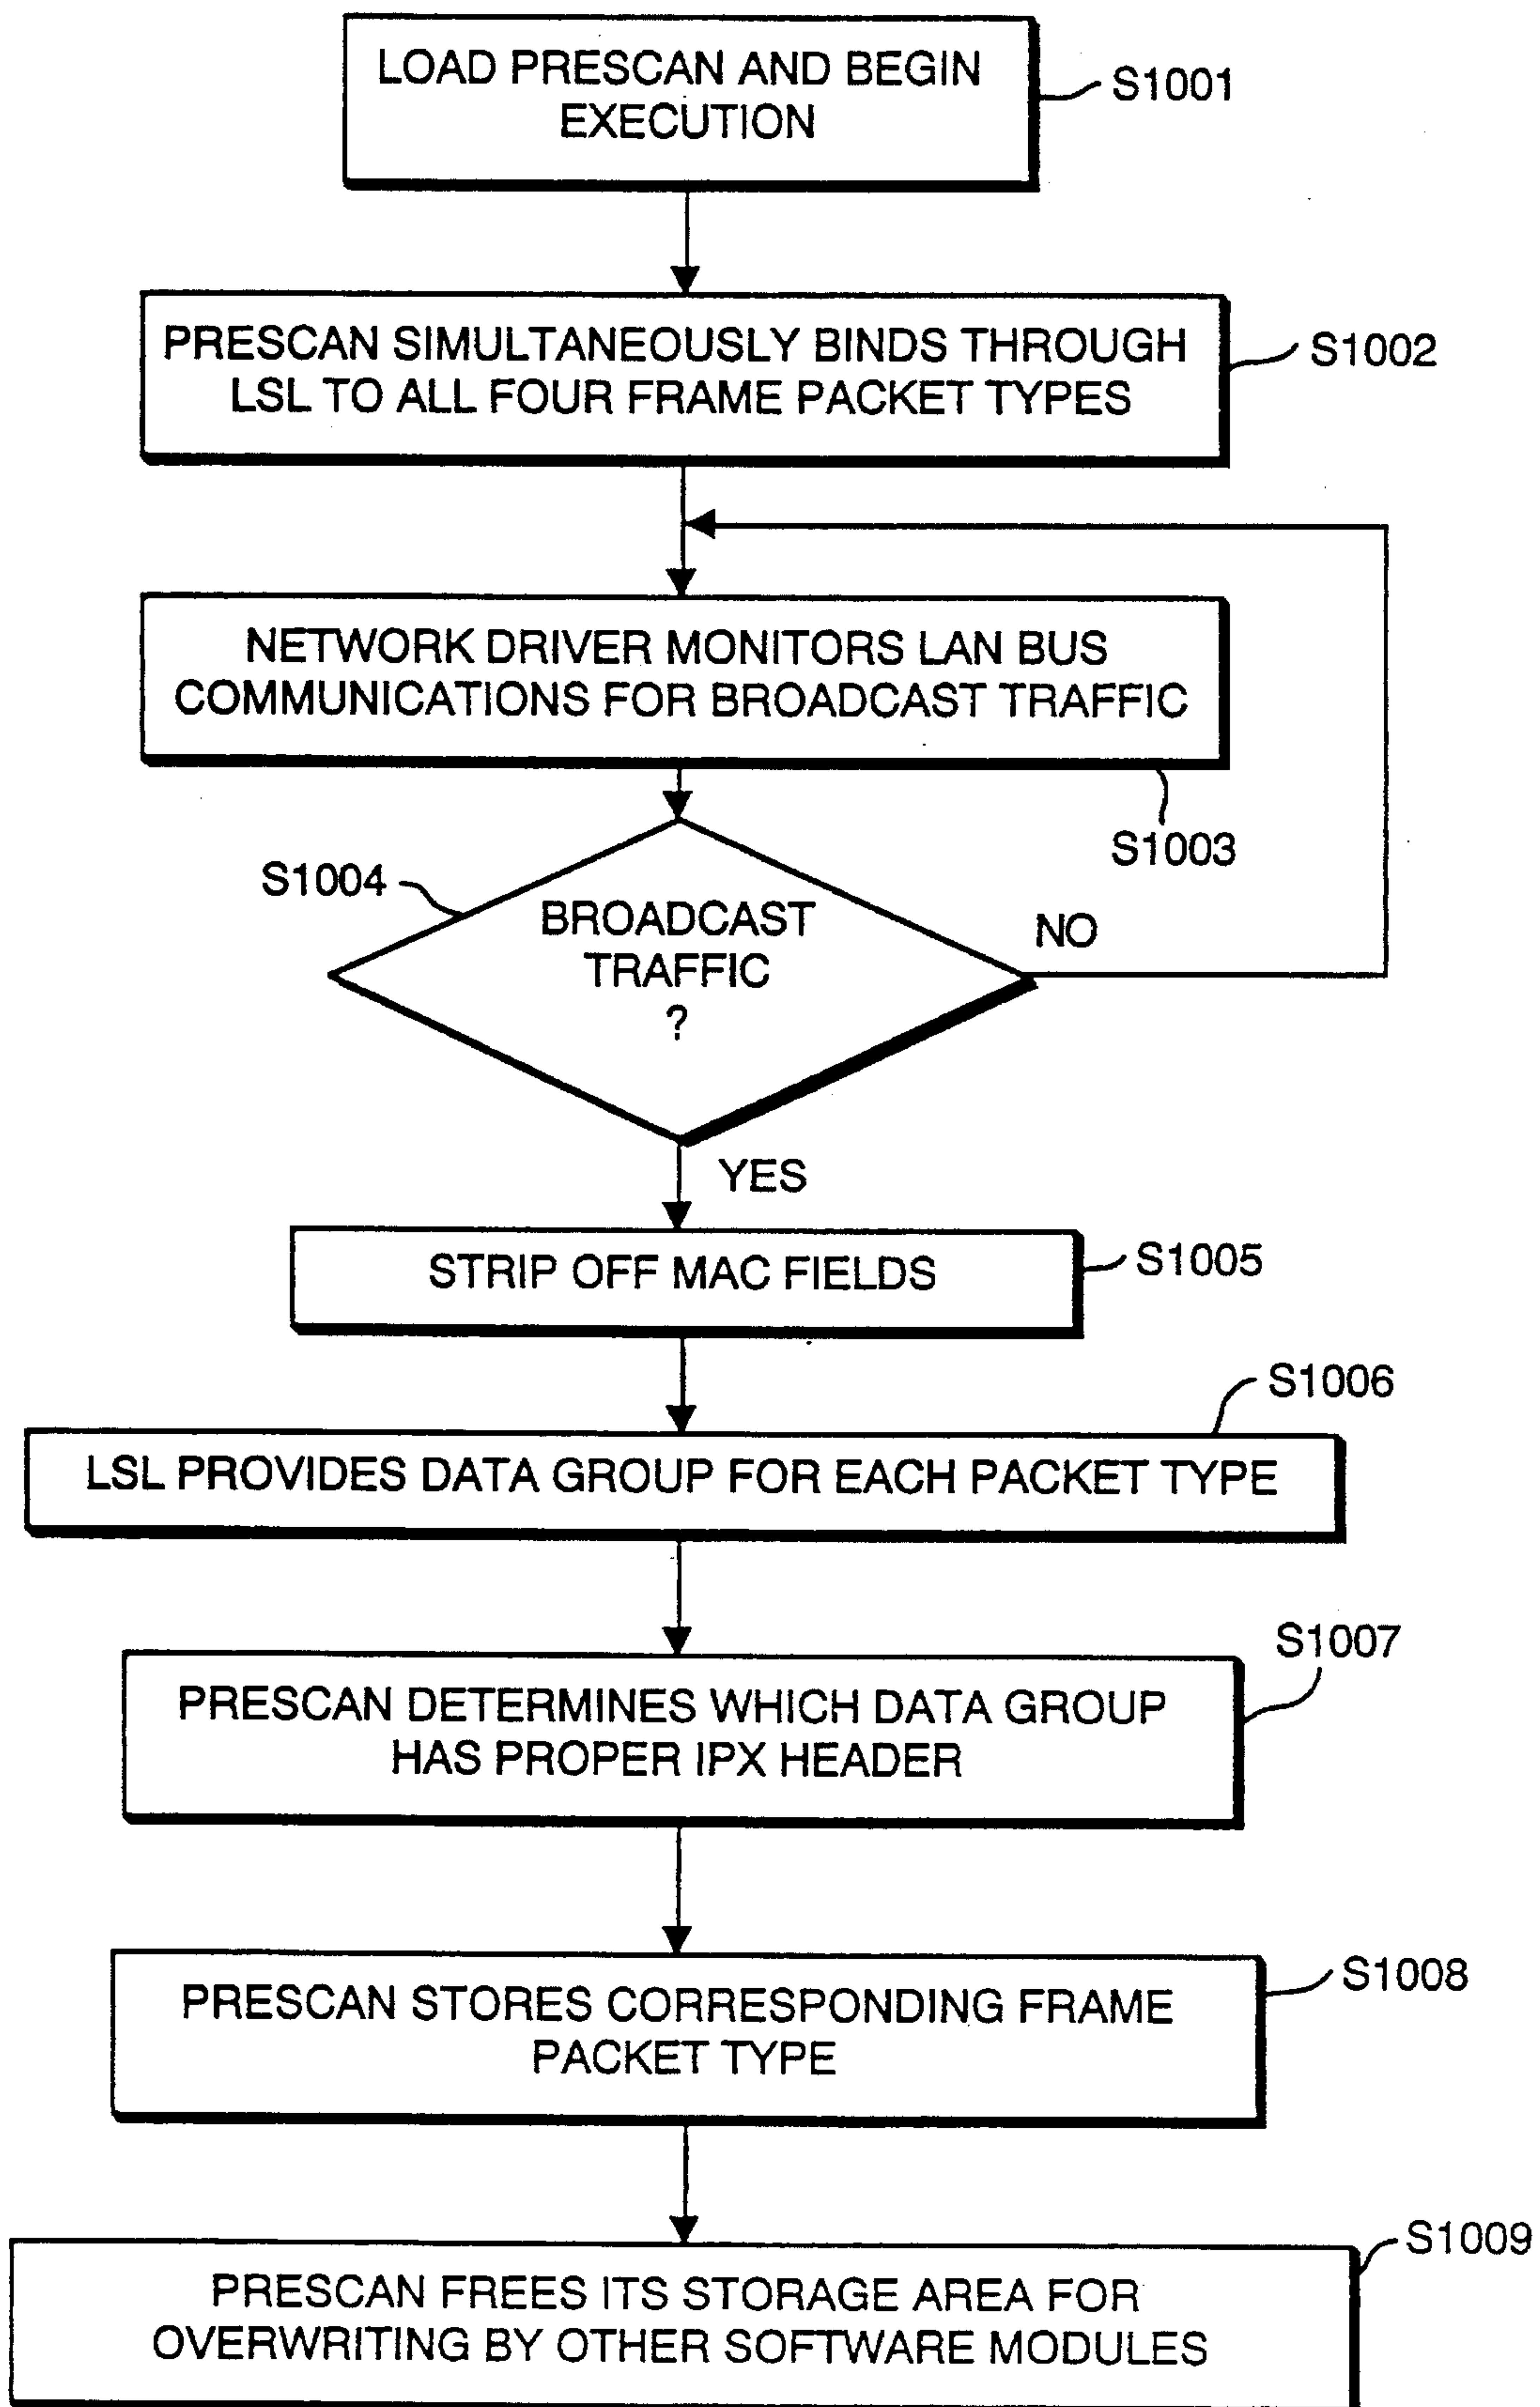 LOAD PRESCAN AND BEGIN
EXECUTION
S1001
PRESCAN SIMULTANEOUSLY BINDS THROUGH
LSL TO ALL FOUR FRAME PACKET TYPES
S1002
NETWORK DRIVER MONITORS LAN BUS
COMMUNICATIONS FOR BROADCAST TRAFFIC
S1003
S1004
BROADCAST
TRAFFIC
?
NO
YES
STRIP OFF MAC FIELDS
S1005
S1006
LSL PROVIDES DATA GROUP FOR EACH PACKET TYPE
S1007
PRESCAN DETERMINES WHICH DATA GROUP
HAS PROPER IPX HEADER
PRESCAN STORES CORRESPONDING FRAME
PACKET TYPE
S1008
S1009
PRESCAN FREES ITS STORAGE AREA FOR
OVERWRITING BY OTHER SOFTWARE MODULES